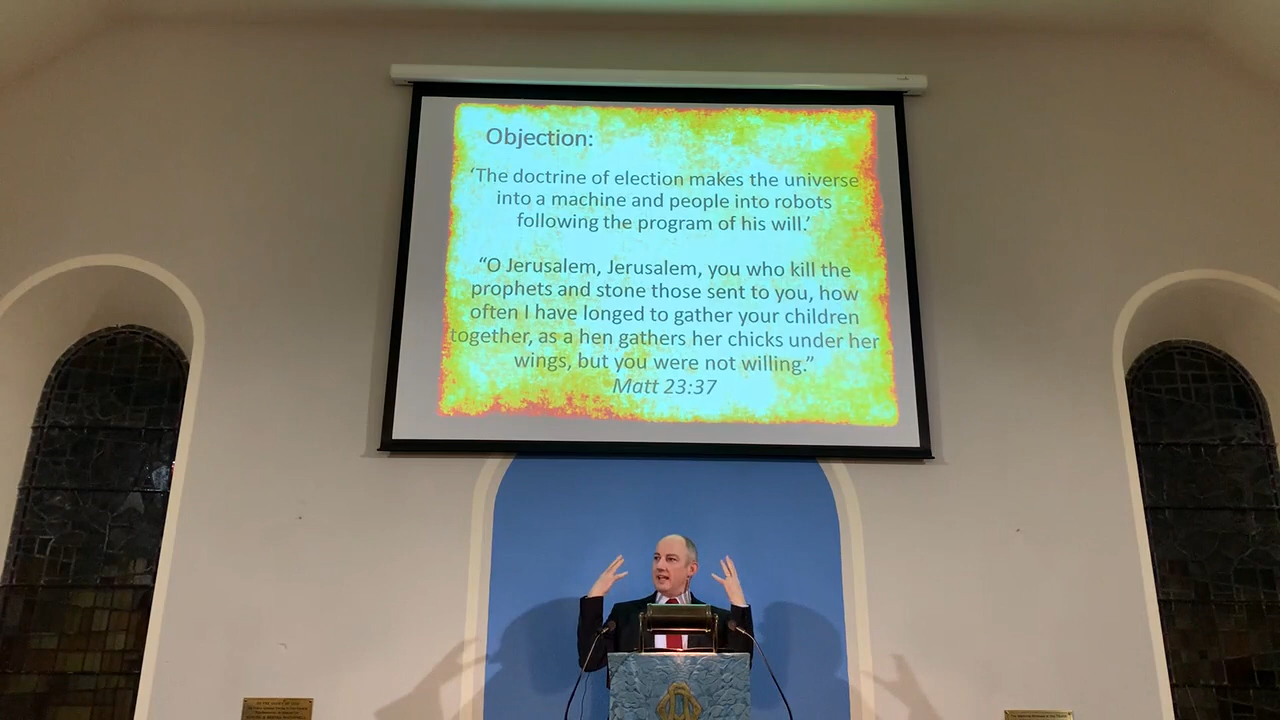 Objection:
‘The doctrine of election makes the universe
into a machine and people into robots
following the program of his will.’
“O Jerusalem, Jerusalem, you who kill the
prophets and stone those sent to you, how
often I have longed to gather your children
together, as a hen gathers her chicks under her
wings, but you were not willing.”
Matt 23:37